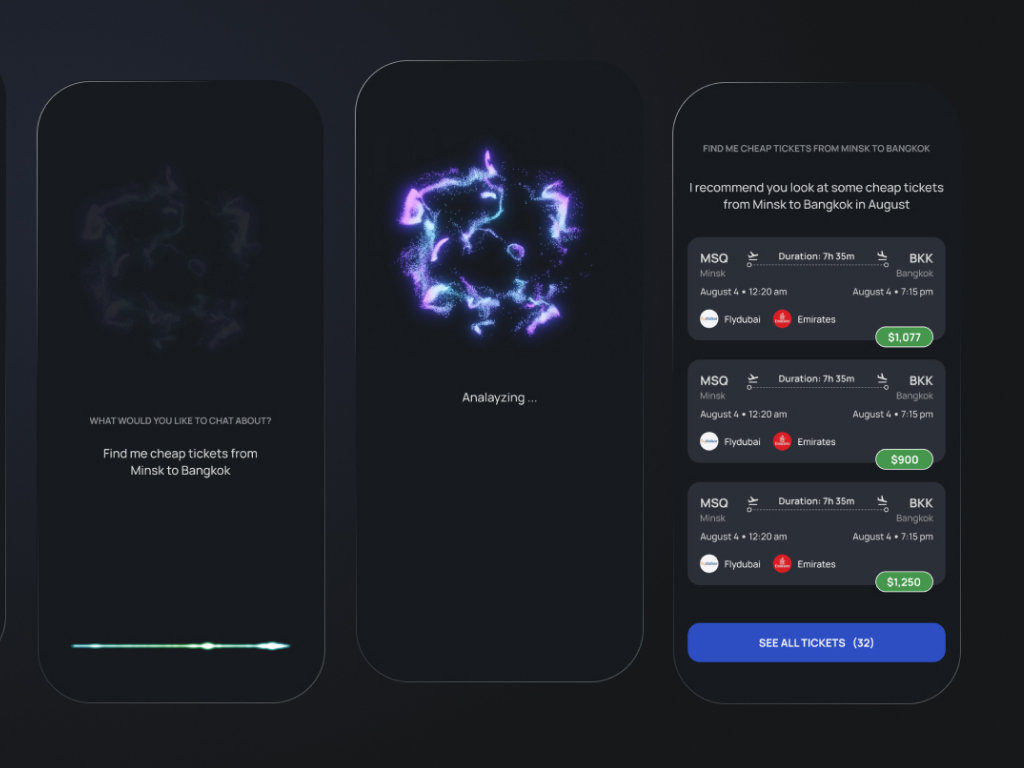 WHAT WOULD YOU LIKE TO CHAT ABOUT?
Find me cheap tickets from
Minsk to Bangkok
Analayzing ...
FIND ME CHEAP TICKETS FROM MINSK TO BANGKOK
I recommend you look at some cheap tickets
from Minsk to Bangkok in August
MSQ Duration: 7h 35m BKK
Minsk Bangkok
August 4 • 12:20 am August 4 • 7:15 pm
Flydubai Emirates
$1,077
MSQ Duration: 7h 35m BKK
Minsk Bangkok
August 4 • 12:20 am August 4 • 7:15 pm
Flydubai Emirates
$900
MSQ Duration: 7h 35m BKK
Minsk Bangkok
August 4 • 12:20 am August 4 • 7:15 pm
Flydubai Emirates
$1,250
SEE ALL TICKETS (32)